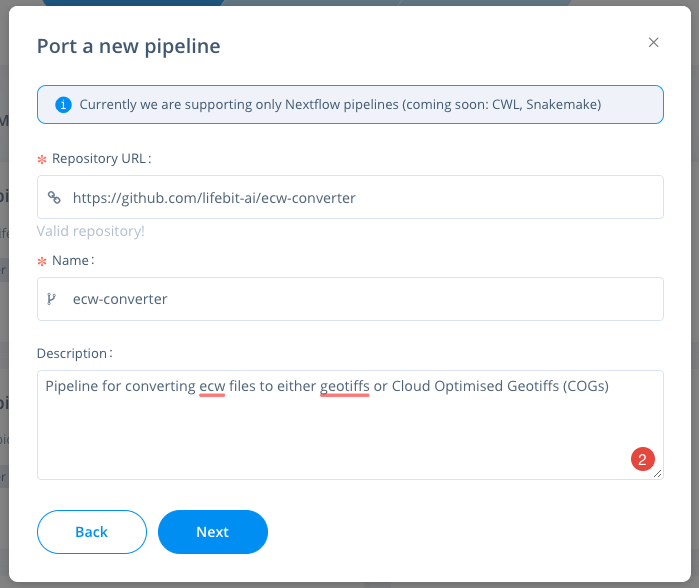 Port a new pipeline
Currently we are supporting only Nextflow pipelines (coming soon: CWL, Snakemake)
* Repository URL :
https://github.com/lifebit-ai/ecw-converter
Valid repository!
* Name :
ecw-converter
Description :
Pipeline for converting ecw files to either geotiffs or Cloud Optimised Geotiffs (COGs)
2
Back
Next